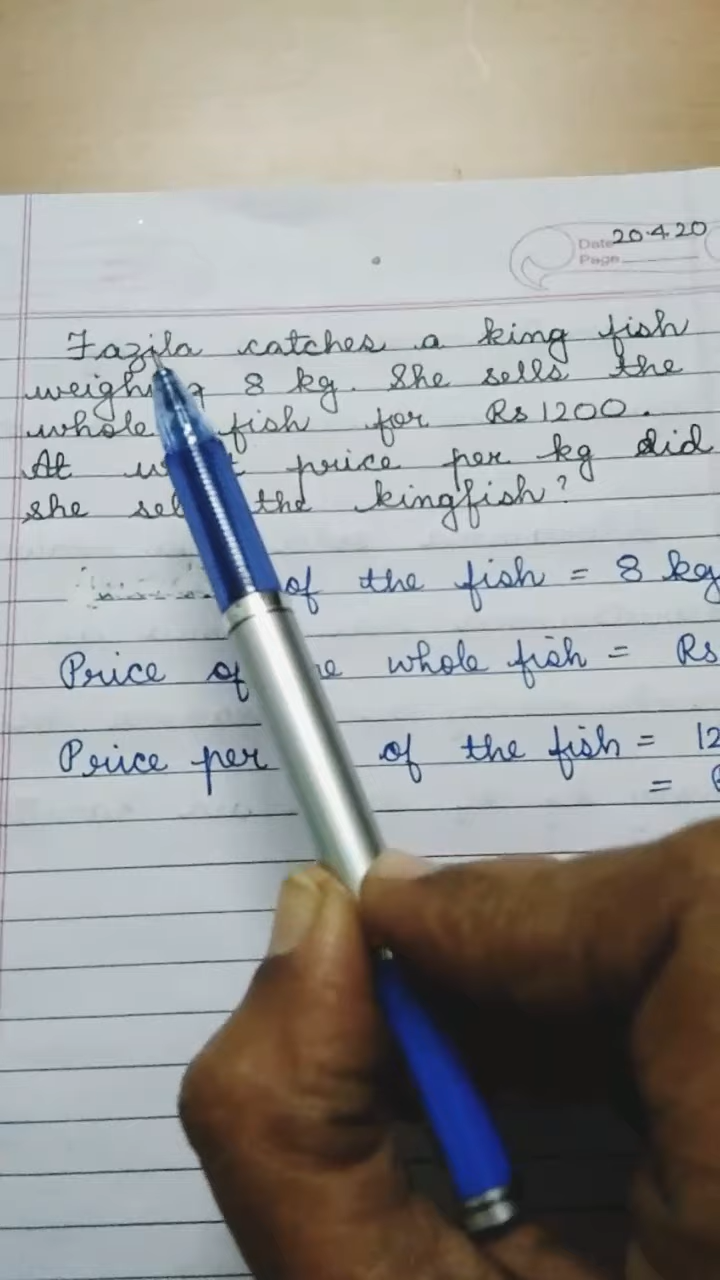 Date 20.4.20
Page
Fazila catches a king fish
8 kg. She sells the
whole fish for Rs 1200.
At price per kg did
she the kingfish?
of the fish = 8 kg
Price of whole fish = Rs
Price per of the fish = 12
=